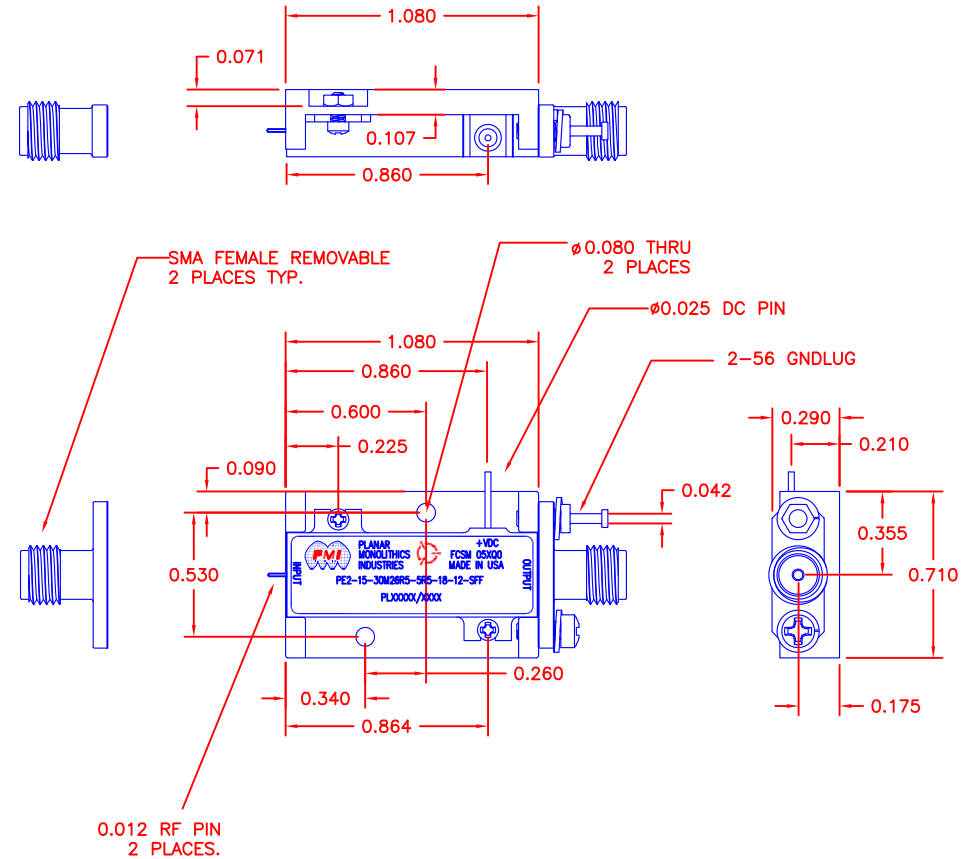 1.080
0.071
0.107
0.860
SMA FEMALE REMOVABLE
2 PLACES TYP.
ø0.080 THRU
2 PLACES
ø0.025 DC PIN
2-56 GNDLUG
1.080
0.860
0.600
0.225
0.090
0.530
0.042
0.290
0.210
0.355
0.710
0.175
PMI
PLANAR
MONOLITHICS
INDUSTRIES
+VDC
FCSM 05XQ0
MADE IN USA
INPUT
OUTPUT
PE2-15-30M26R5-5R5-18-12-SFF
PLXXXXX/XXXX
0.260
0.340
0.864
0.012 RF PIN
2 PLACES.